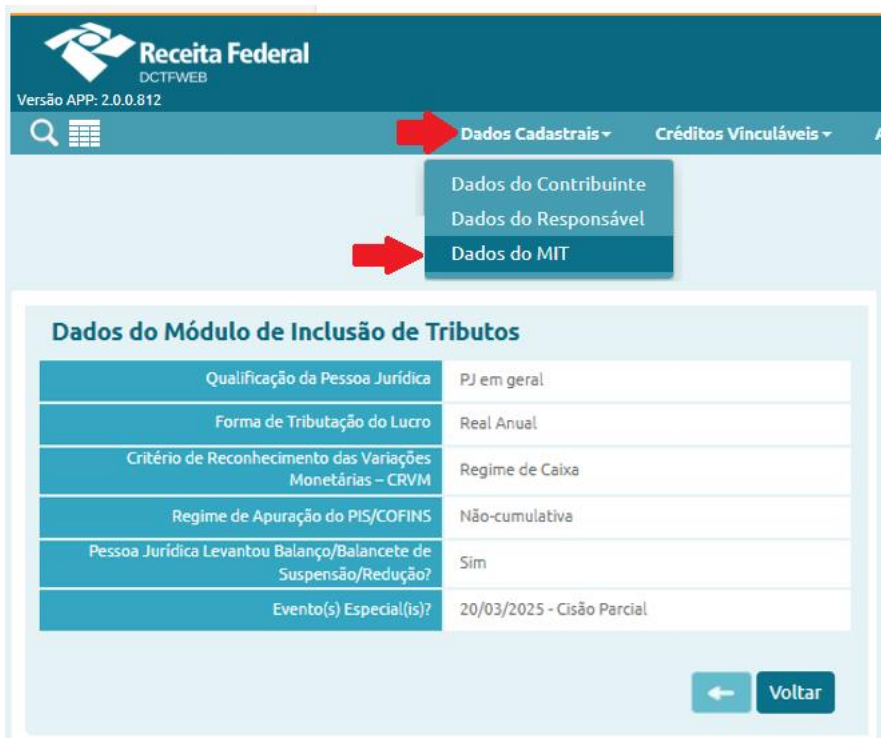 Receita Federal
DCTFWEB
Versão APP: 2.0.0.812
Dados Cadastrais
Créditos Vinculáveis
Dados do Contribuinte
Dados do Responsável
Dados do MIT
Dados do Módulo de Inclusão de Tributos
Qualificação da Pessoa Jurídica
PJ em geral
Forma de Tributação do Lucro
Real Anual
Critério de Reconhecimento das Variações
Monetárias – CRVM
Regime de Caixa
Regime de Apuração do PIS/COFINS
Não-cumulativa
Pessoa Jurídica Levantou Balanço/Balancete de
Suspensão/Redução?
Sim
Evento(s) Especial(is)?
20/03/2025 - Cisão Parcial
Voltar